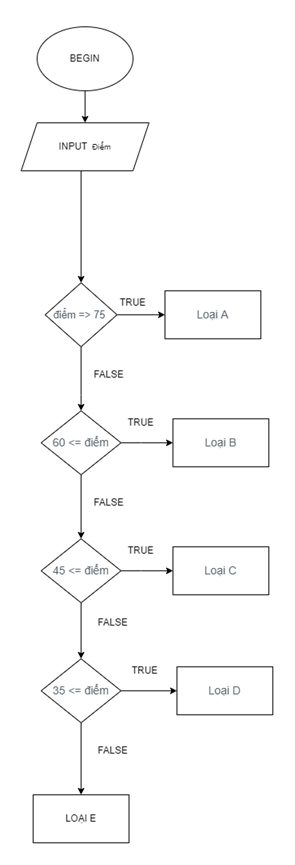 BEGIN
INPUT Điểm
điểm => 75
TRUE
Loại A
FALSE
60 <= điểm
TRUE
Loại B
FALSE
45 <= điểm
TRUE
Loại C
FALSE
35 <= điểm
TRUE
Loại D
FALSE
LOẠI E